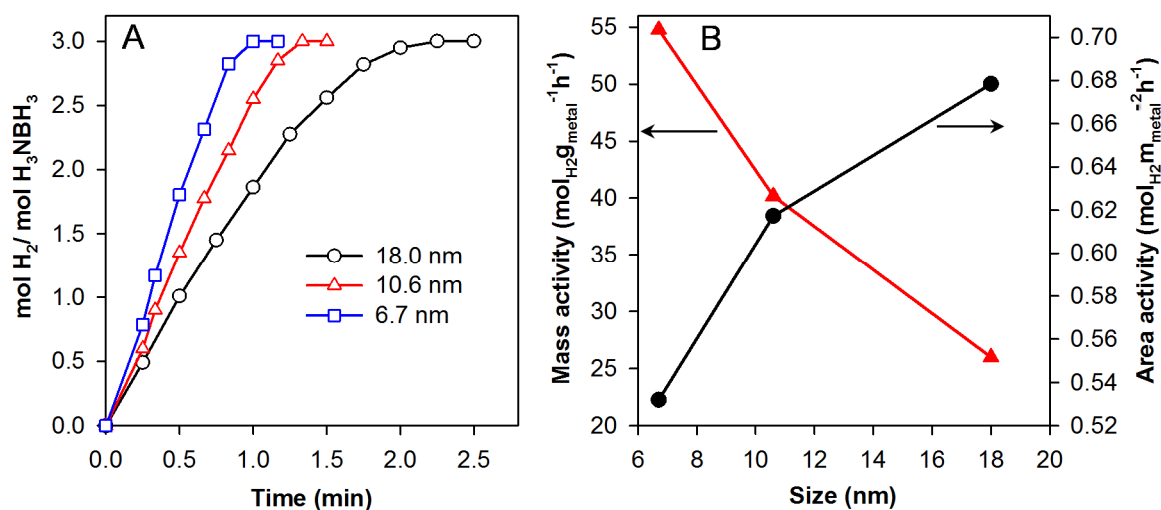 A
mol H₂/ mol H₃NBH₃
3.0
2.5
2.0
1.5
1.0
0.5
0.0
18.0 nm
10.6 nm
6.7 nm
0.0 0.5 1.0 1.5 2.0 2.5
Time (min)
B
Mass activity (mol_H2 g_metal⁻¹h⁻¹)
55
50
45
40
35
30
25
20
Area activity (mol_H2 m_metal⁻²h⁻¹)
0.70
0.68
0.66
0.64
0.62
0.60
0.58
0.56
0.54
0.52
6 8 10 12 14 16 18 20
Size (nm)